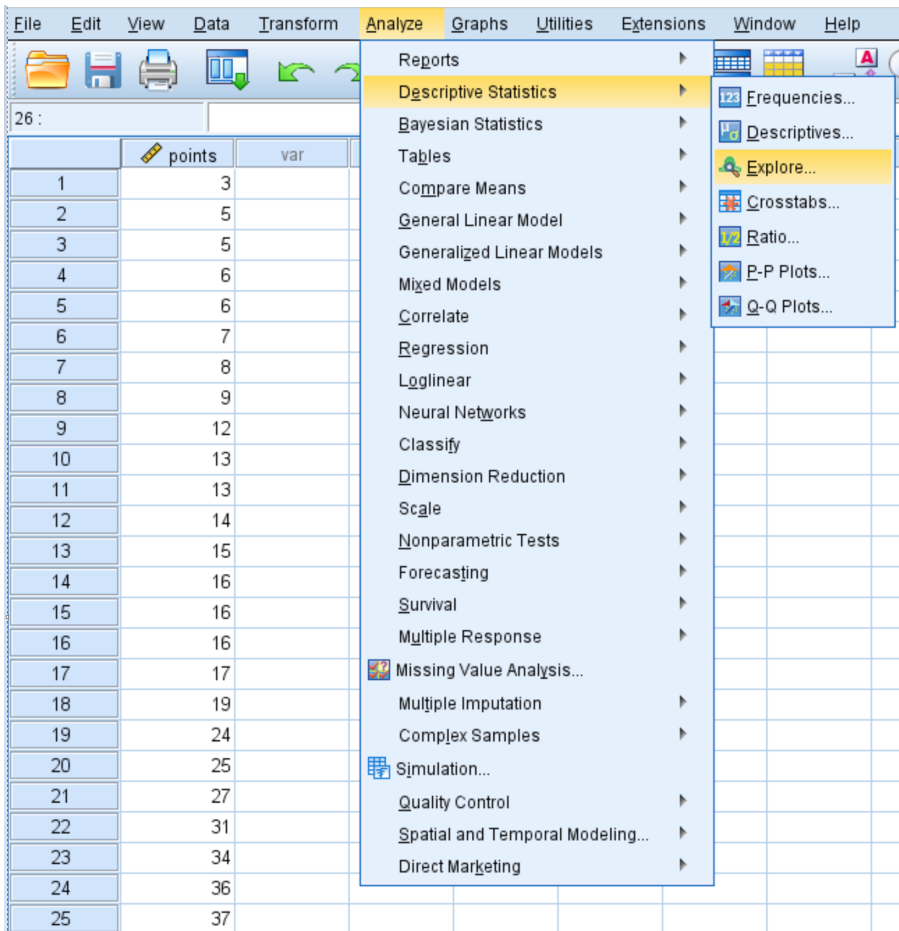 File Edit View Data Transform Analyze Graphs Utilities Extensions Window Help
26 :
points var
1 3
2 5
3 5
4 6
5 6
6 7
7 8
8 9
9 12
10 13
11 13
12 14
13 15
14 16
15 16
16 16
17 17
18 19
19 24
20 25
21 27
22 31
23 34
24 36
25 37
Reports
Descriptive Statistics
Bayesian Statistics
Tables
Compare Means
General Linear Model
Generalized Linear Models
Mixed Models
Correlate
Regression
Loglinear
Neural Networks
Classify
Dimension Reduction
Scale
Nonparametric Tests
Forecasting
Survival
Multiple Response
Missing Value Analysis...
Multiple Imputation
Complex Samples
Simulation...
Quality Control
Spatial and Temporal Modeling...
Direct Marketing
A
123 Frequencies...
Descriptives...
Explore...
Crosstabs...
1/2 Ratio...
P-P Plots...
Q-Q Plots...